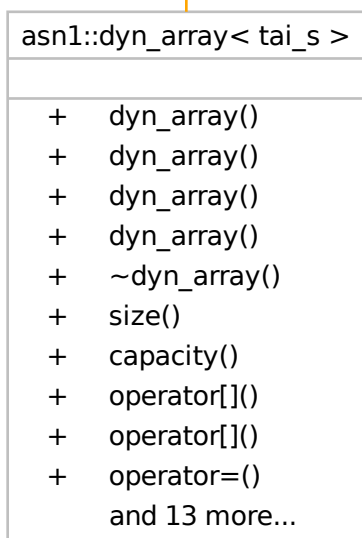 asn1::dyn_array< tai_s >
+ dyn_array()
+ dyn_array()
+ dyn_array()
+ dyn_array()
+ ~dyn_array()
+ size()
+ capacity()
+ operator[]()
+ operator[]()
+ operator=()
and 13 more...